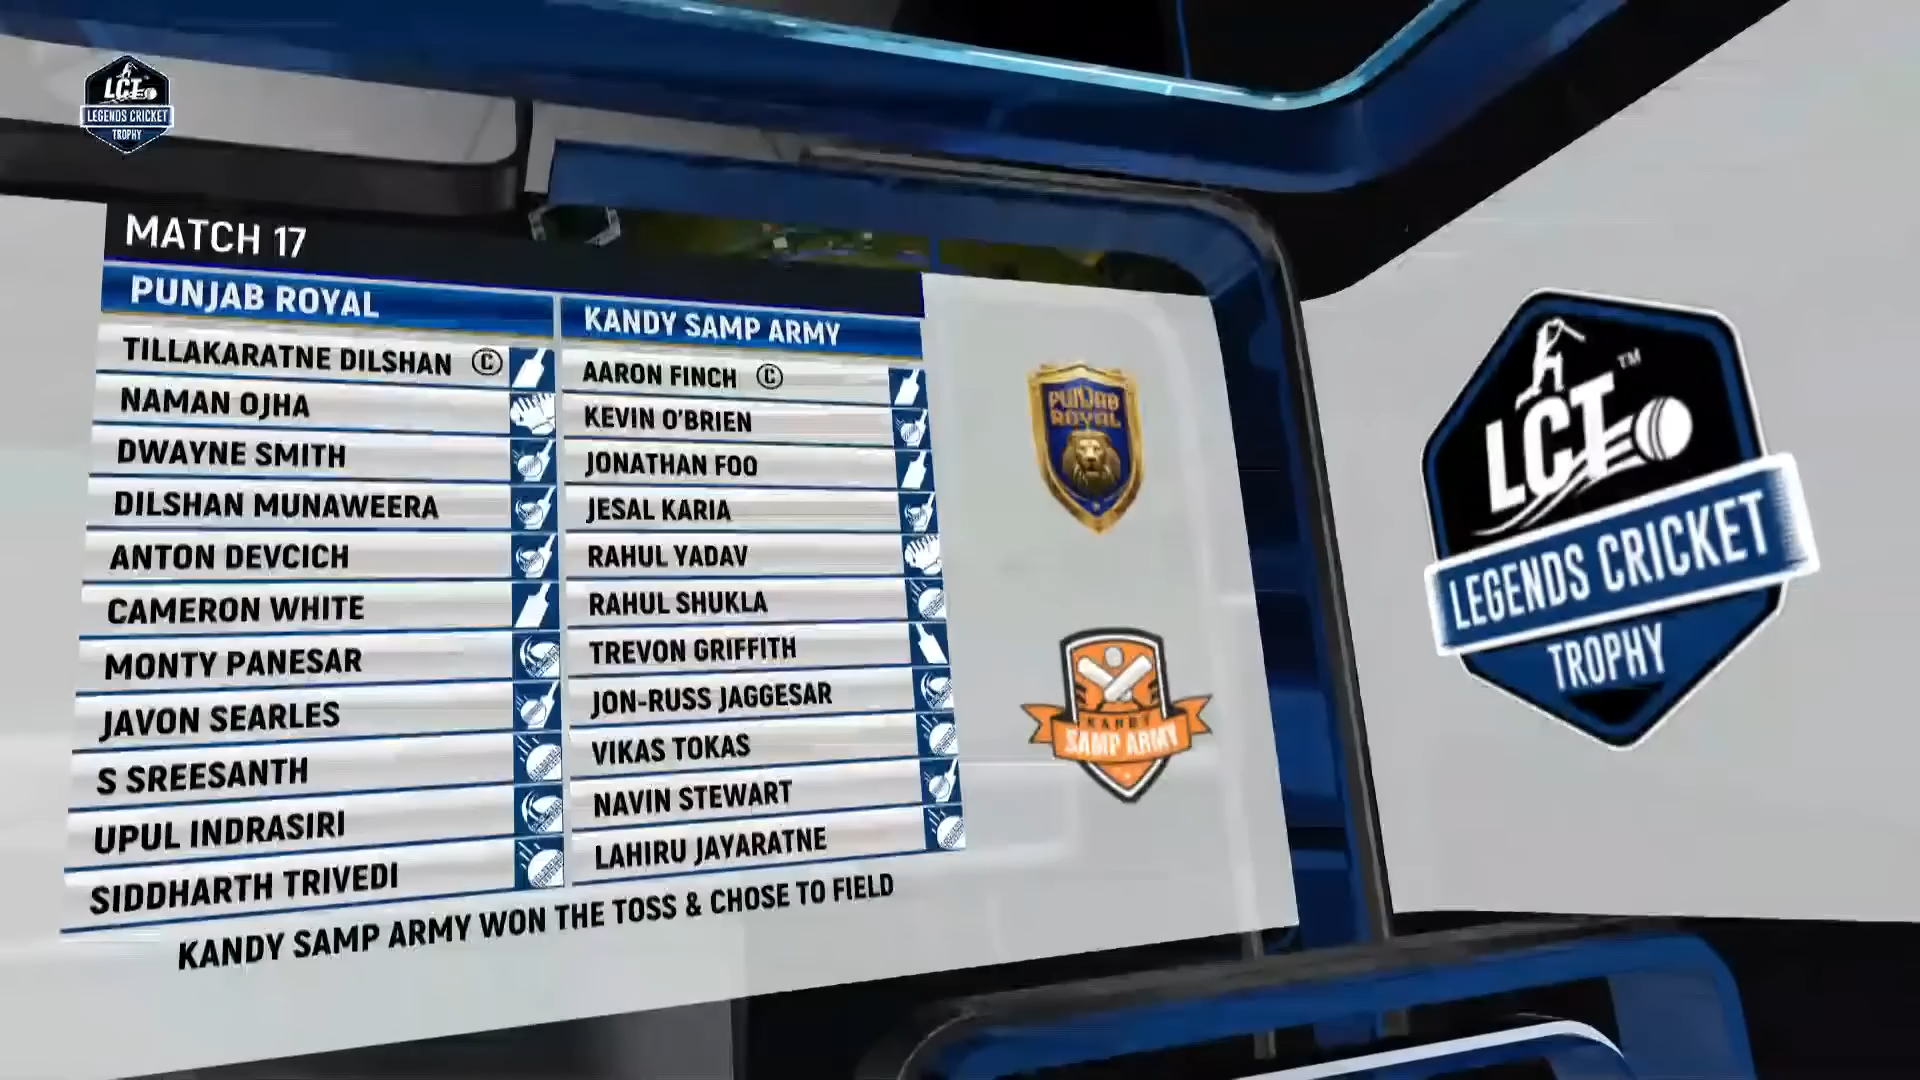 LCT
LEGENDS CRICKET
TROPHY
MATCH 17
PUNJAB ROYAL
TILLAKARATNE DILSHAN ©
NAMAN OJHA
DWAYNE SMITH
DILSHAN MUNAWEERA
ANTON DEVCICH
CAMERON WHITE
MONTY PANESAR
JAVON SEARLES
S SREESANTH
UPUL INDRASIRI
SIDDHARTH TRIVEDI
KANDY SAMP ARMY
AARON FINCH ©
KEVIN O'BRIEN
JONATHAN FOO
JESAL KARIA
RAHUL YADAV
RAHUL SHUKLA
TREVON GRIFFITH
JON-RUSS JAGGESAR
VIKAS TOKAS
NAVIN STEWART
LAHIRU JAYARATNE
KANDY SAMP ARMY WON THE TOSS & CHOSE TO FIELD
PUNJAB
ROYAL
KANDY
SAMP ARMY
LCT™
LEGENDS CRICKET
TROPHY